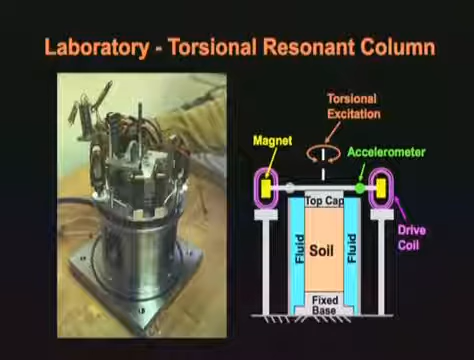 Laboratory - Torsional Resonant Column
Torsional
Excitation
Magnet
Accelerometer
Top Cap
Drive
Coil
Fluid
Soil
Fluid
Fixed
Base